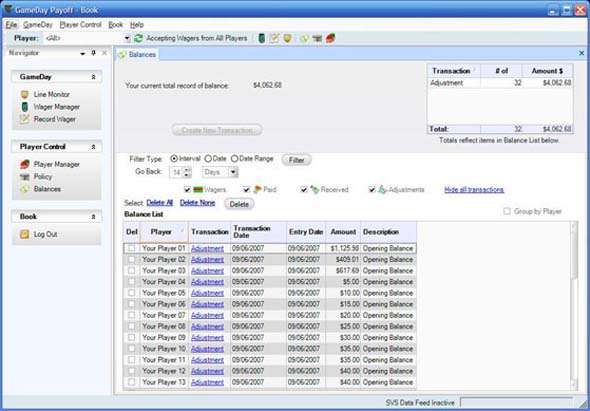 GameDay Payoff - Book
File GameDay Player Control Book Help
Player: <All> Accepting Wagers from All Players
Navigator
GameDay
Line Monitor
Wager Manager
Record Wager
Player Control
Player Manager
Policy
Balances
Book
Log Out
Balances
Your current total record of balance: $4,062.68
Create New Transaction
Transaction # of Amount $
Adjustment 32 $4,062.68
Total: 32 $4,062.68
Totals reflect items in Balance List below.
Filter Type: Interval Date Date Range Filter
Go Back: 14 Days
Wagers Paid Received Adjustments Hide all transactions
Select: Delete All Delete None Delete
Group by Player
Balance List
Del Player Transaction Transaction Date Entry Date Amount Description
Your Player 01 Adjustment 09/06/2007 09/06/2007 $1,125.98 Opening Balance
Your Player 02 Adjustment 09/06/2007 09/06/2007 $409.01 Opening Balance
Your Player 03 Adjustment 09/06/2007 09/06/2007 $617.69 Opening Balance
Your Player 04 Adjustment 09/06/2007 09/06/2007 $5.00 Opening Balance
Your Player 05 Adjustment 09/06/2007 09/06/2007 $10.00 Opening Balance
Your Player 06 Adjustment 09/06/2007 09/06/2007 $15.00 Opening Balance
Your Player 07 Adjustment 09/06/2007 09/06/2007 $20.00 Opening Balance
Your Player 08 Adjustment 09/06/2007 09/06/2007 $25.00 Opening Balance
Your Player 09 Adjustment 09/06/2007 09/06/2007 $30.00 Opening Balance
Your Player 10 Adjustment 09/06/2007 09/06/2007 $35.00 Opening Balance
Your Player 11 Adjustment 09/06/2007 09/06/2007 $35.00 Opening Balance
Your Player 12 Adjustment 09/06/2007 09/06/2007 $40.00 Opening Balance
Your Player 13 Adjustment 09/06/2007 09/06/2007 $40.00 Opening Balance
SVS Data Feed Inactive